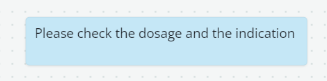 Please check the dosage and the indication